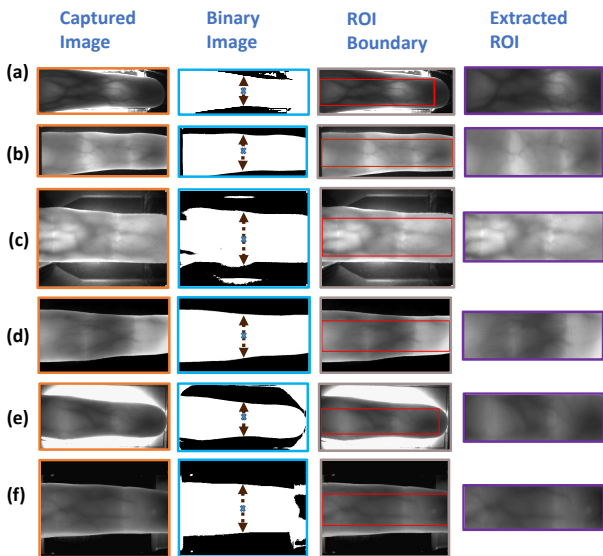 Captured Binary ROI Extracted
Image Image Boundary ROI
(a)
(b)
(c)
(d)
(e)
(f)